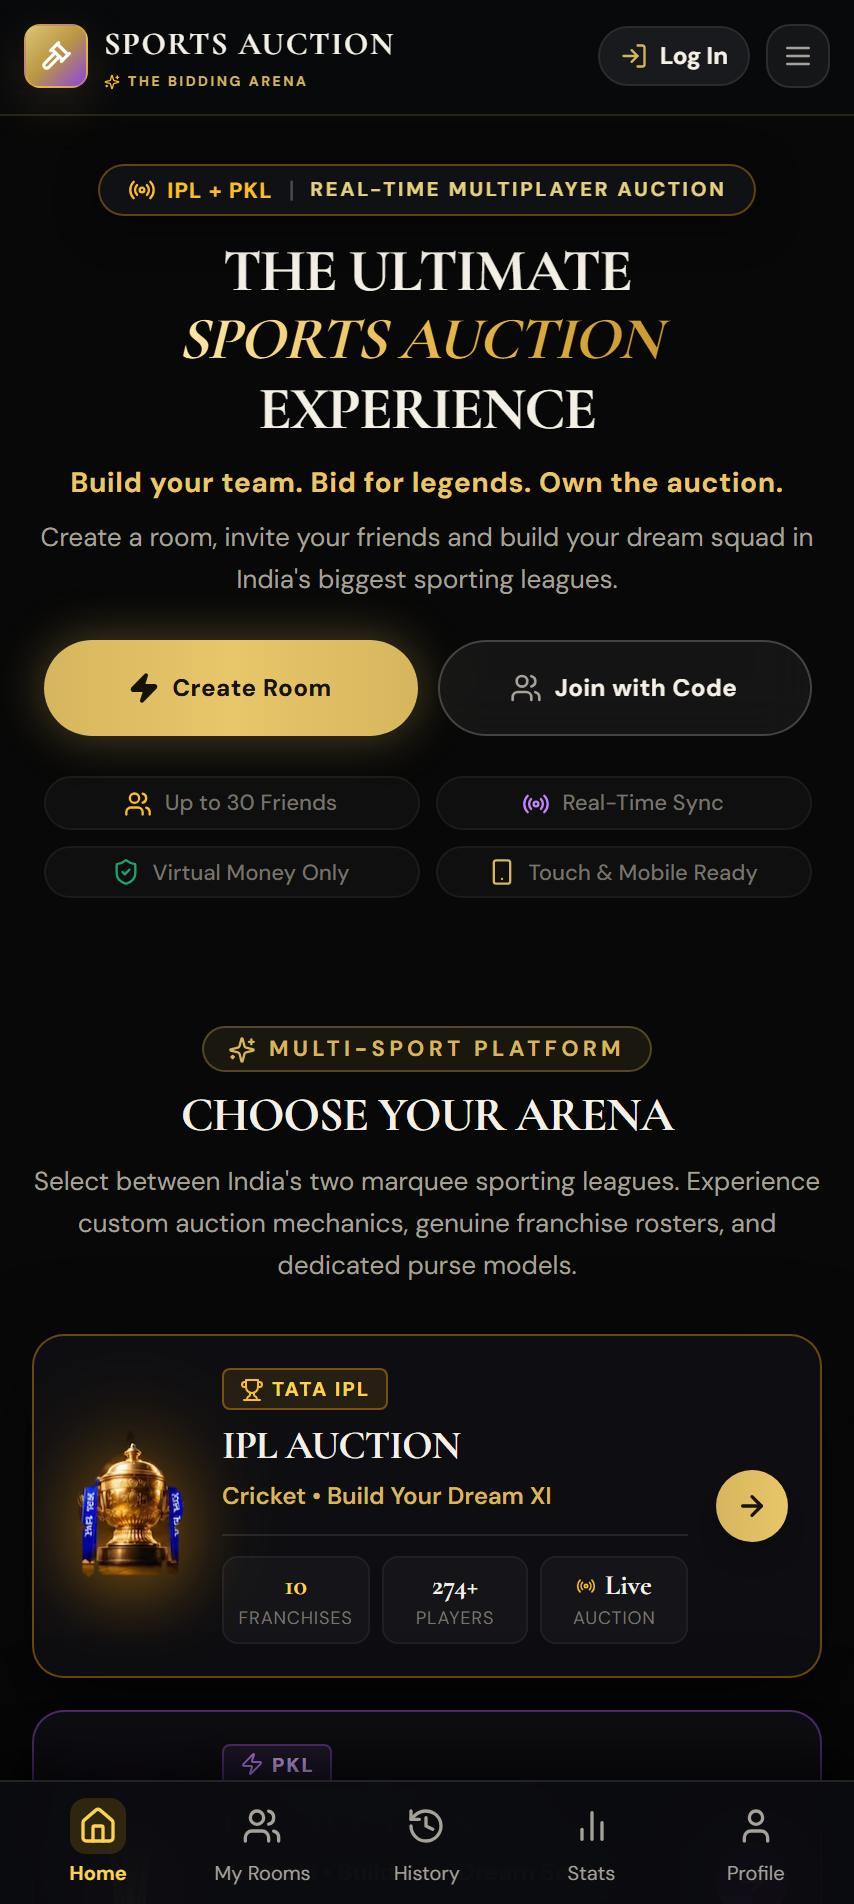 SPORTS AUCTION
THE BIDDING ARENA
Log In
IPL + PKL | REAL-TIME MULTIPLAYER AUCTION
THE ULTIMATE
SPORTS AUCTION
EXPERIENCE
Build your team. Bid for legends. Own the auction.
Create a room, invite your friends and build your dream squad in
India's biggest sporting leagues.
Create Room
Join with Code
Up to 30 Friends
Real-Time Sync
Virtual Money Only
Touch & Mobile Ready
MULTI-SPORT PLATFORM
CHOOSE YOUR ARENA
Select between India's two marquee sporting leagues. Experience
custom auction mechanics, genuine franchise rosters, and
dedicated purse models.
TATA IPL
IPL AUCTION
Cricket • Build Your Dream XI
10
FRANCHISES
274+
PLAYERS
Live
AUCTION
PKL
Home
My Rooms
History
Stats
Profile